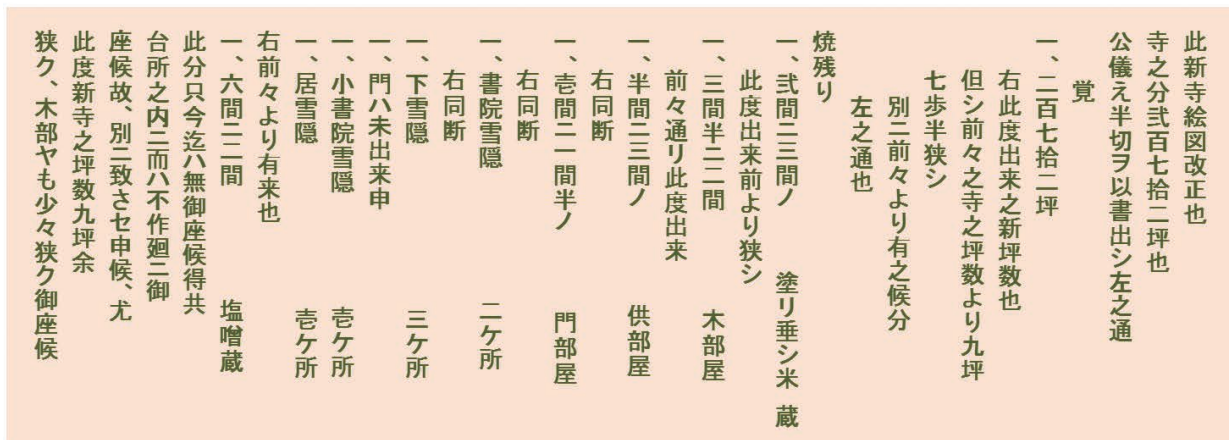 此新寺絵図改正也
寺之分弐百七拾二坪也
公儀え半切ヲ以書出シ左之通
覚
一、二百七拾二坪
右此度出来之新坪数也
但シ前々之寺之坪数より九坪
七歩半狭シ
別ニ前々より有之候分
左之通也
焼残り
一、弐間ニ三間ノ 塗リ垂シ米 蔵
此度出来前より狭シ
一、三間半ニ二間 木部屋
前々通リ此度出来
一、半間ニ三間ノ 供部屋
右同断
一、壱間ニ一間半ノ 門部屋
右同断
一、書院雪隠 二ケ所
右同断
一、下雪隠 三ケ所
一、門ハ未出来申
一、小書院雪隠 壱ケ所
一、居雪隠 壱ケ所
右前々より有来也
一、六間ニ二間 塩噌蔵
此分只今迄ハ無御座候得共
台所之内ニ而ハ不作廻ニ御
座候故、別ニ致さセ申候、尤
此度新寺之坪数九坪余
狭ク、木部ヤも少々狭ク御座候